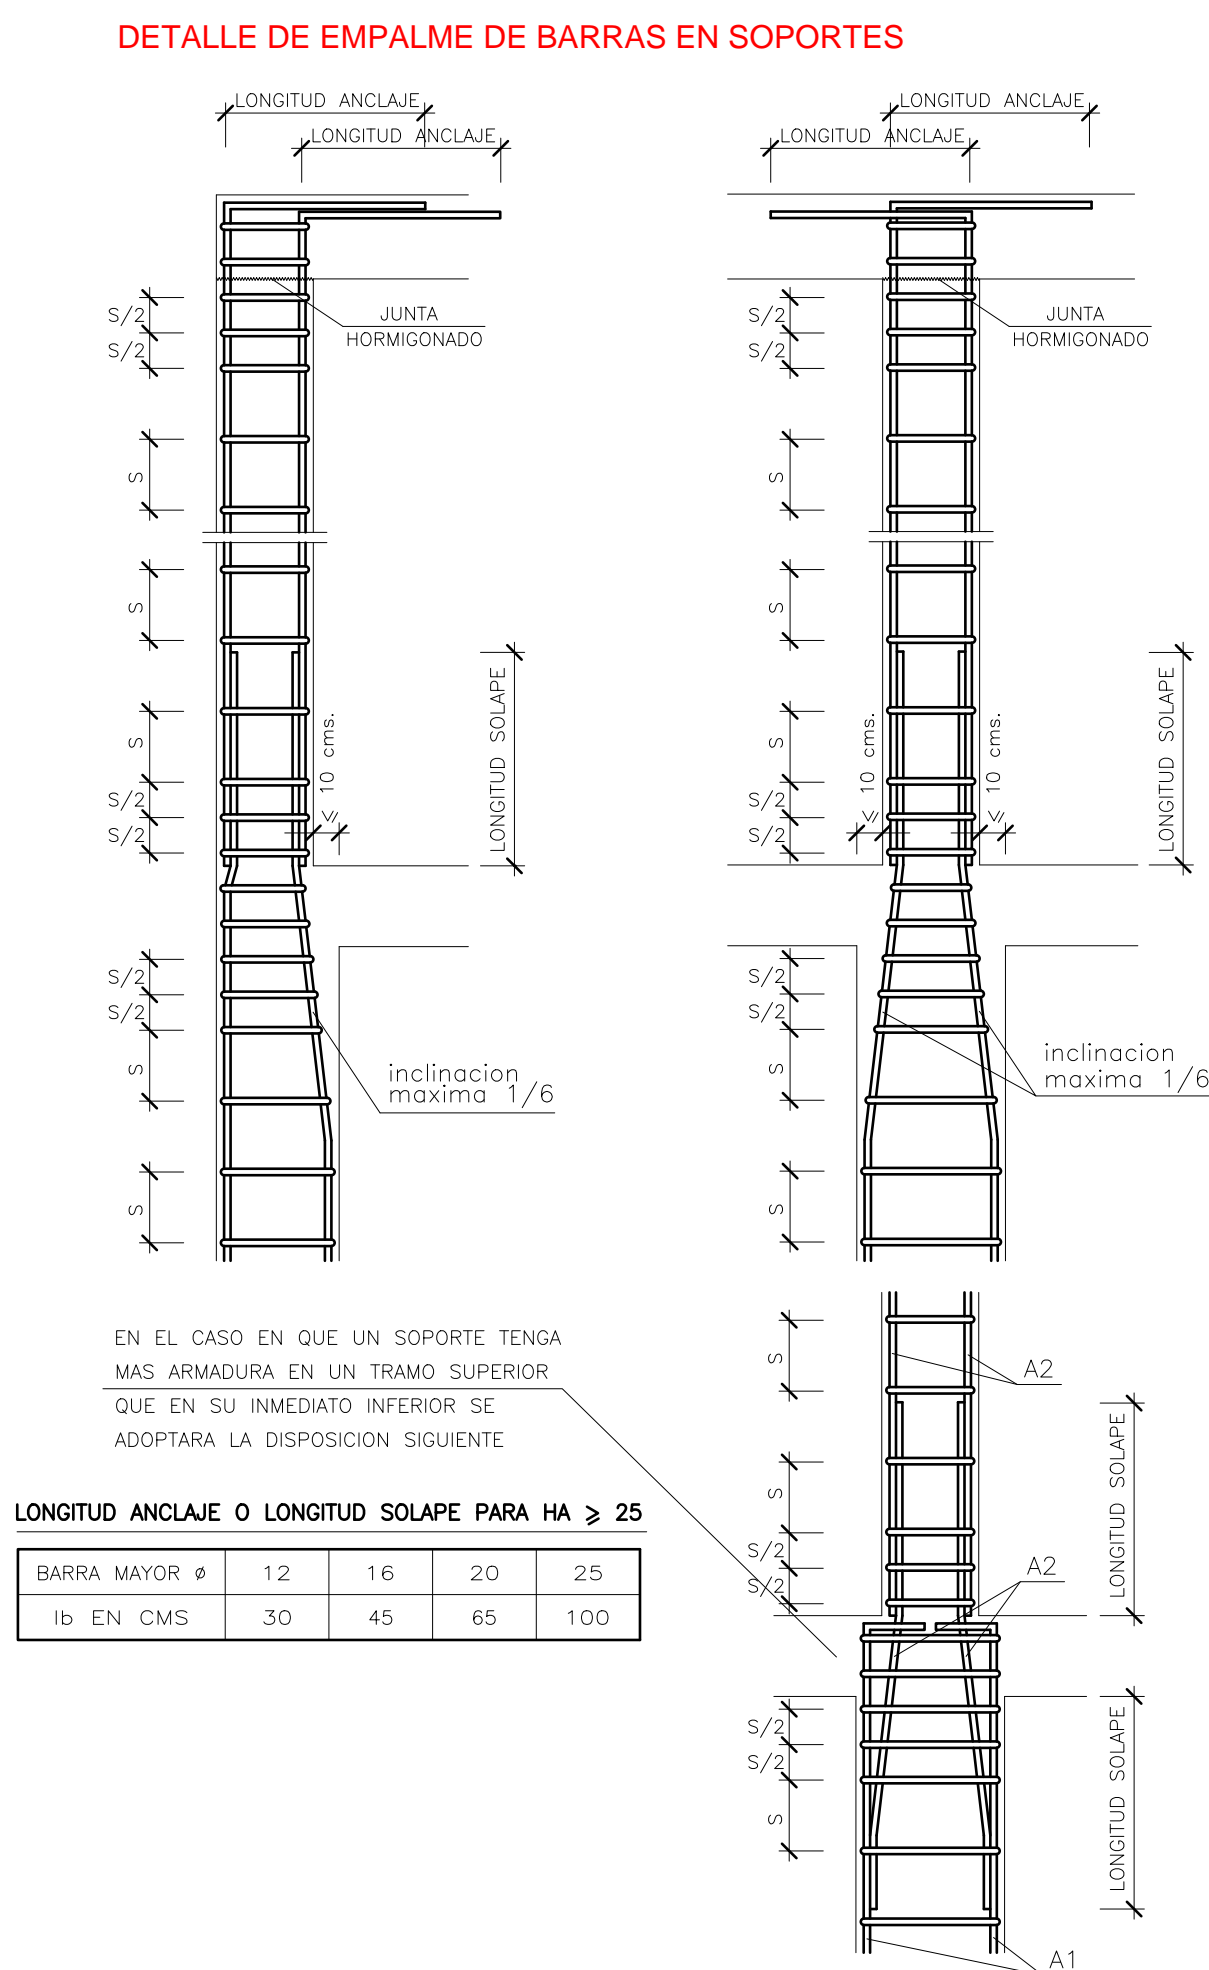 DETALLE DE EMPALME DE BARRAS EN SOPORTES
LONGITUD ANCLAJE
LONGITUD ANCLAJE
JUNTA
HORMIGONADO
S/2
S/2
S
S
S
S/2
S/2
≤ 10 cms.
LONGITUD SOLAPE
S/2
S/2
S
S
inclinacion
maxima 1/6
LONGITUD ANCLAJE
LONGITUD ANCLAJE
JUNTA
HORMIGONADO
S/2
S/2
S
S
S
S/2
S/2
≤ 10 cms.
≤ 10 cms.
LONGITUD SOLAPE
S/2
S/2
S
S
inclinacion
maxima 1/6
EN EL CASO EN QUE UN SOPORTE TENGA
MAS ARMADURA EN UN TRAMO SUPERIOR
QUE EN SU INMEDIATO INFERIOR SE
ADOPTARA LA DISPOSICION SIGUIENTE
LONGITUD ANCLAJE O LONGITUD SOLAPE PARA HA ≥ 25
BARRA MAYOR ø 12 16 20 25
lb EN CMS 30 45 65 100
S
A2
S
S/2
S/2
LONGITUD SOLAPE
A2
S/2
S/2
S
LONGITUD SOLAPE
A1